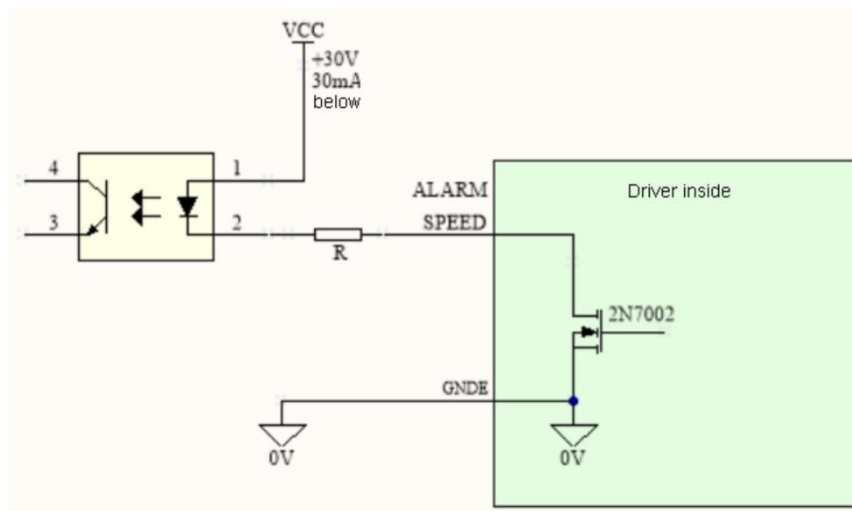 VCC
+30V
30mA
below
4
1
3
2
R
ALARM
SPEED
Driver inside
2N7002
GNDE
0V
0V